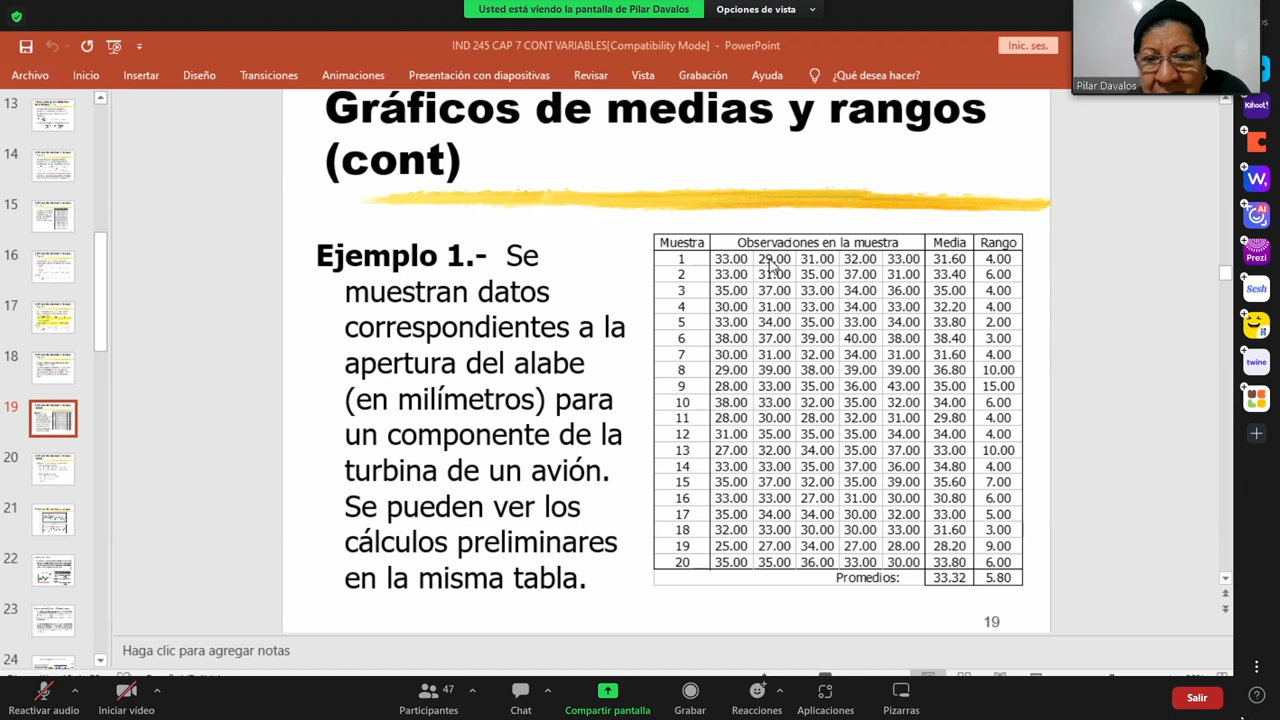 Usted está viendo la pantalla de Pilar Davalos
Opciones de vista
IND 245 CAP 7 CONT VARIABLES[Compatibility Mode] - PowerPoint
Inic. ses.
Pilar Davalos
Archivo Inicio Insertar Diseño Transiciones Animaciones Presentación con diapositivas Revisar Vista Grabación Ayuda ¿Qué desea hacer?
Gráficos de medias y rangos
(cont)
Ejemplo 1.- Se
muestran datos
correspondientes a la
apertura del alabe
(en milímetros) para
un componente de la
turbina de un avión.
Se pueden ver los
cálculos preliminares
en la misma tabla.
Muestra Observaciones en la muestra Media Rango
1 33.00 29.00 31.00 32.00 33.00 31.60 4.00
2 33.00 31.00 35.00 37.00 31.00 33.40 6.00
3 35.00 37.00 33.00 34.00 36.00 35.00 4.00
4 30.00 31.00 33.00 34.00 33.00 32.20 4.00
5 33.00 34.00 35.00 33.00 34.00 33.80 2.00
6 38.00 37.00 39.00 40.00 38.00 38.40 3.00
7 30.00 31.00 32.00 34.00 31.00 31.60 4.00
8 29.00 39.00 38.00 39.00 39.00 36.80 10.00
9 28.00 33.00 35.00 36.00 43.00 35.00 15.00
10 38.00 33.00 32.00 35.00 32.00 34.00 6.00
11 28.00 30.00 28.00 32.00 31.00 29.80 4.00
12 31.00 35.00 35.00 35.00 34.00 34.00 4.00
13 27.00 32.00 34.00 35.00 37.00 33.00 10.00
14 33.00 33.00 35.00 37.00 36.00 34.80 4.00
15 35.00 37.00 32.00 35.00 39.00 35.60 7.00
16 33.00 33.00 27.00 31.00 30.00 30.80 6.00
17 35.00 34.00 34.00 30.00 32.00 33.00 5.00
18 32.00 33.00 30.00 30.00 33.00 31.60 3.00
19 25.00 27.00 34.00 27.00 28.00 28.20 9.00
20 35.00 35.00 36.00 33.00 30.00 33.80 6.00
Promedios: 33.32 5.80
19
13
14
15
16
17
18
19
20
21
22
23
24
Haga clic para agregar notas
Kahoot!
W,
AI
Prezi
Sesh
twine
Reactivar audio
Iniciar video
47
Participantes
Chat
Compartir pantalla
Grabar
Reacciones
Aplicaciones
Pizarras
Salir